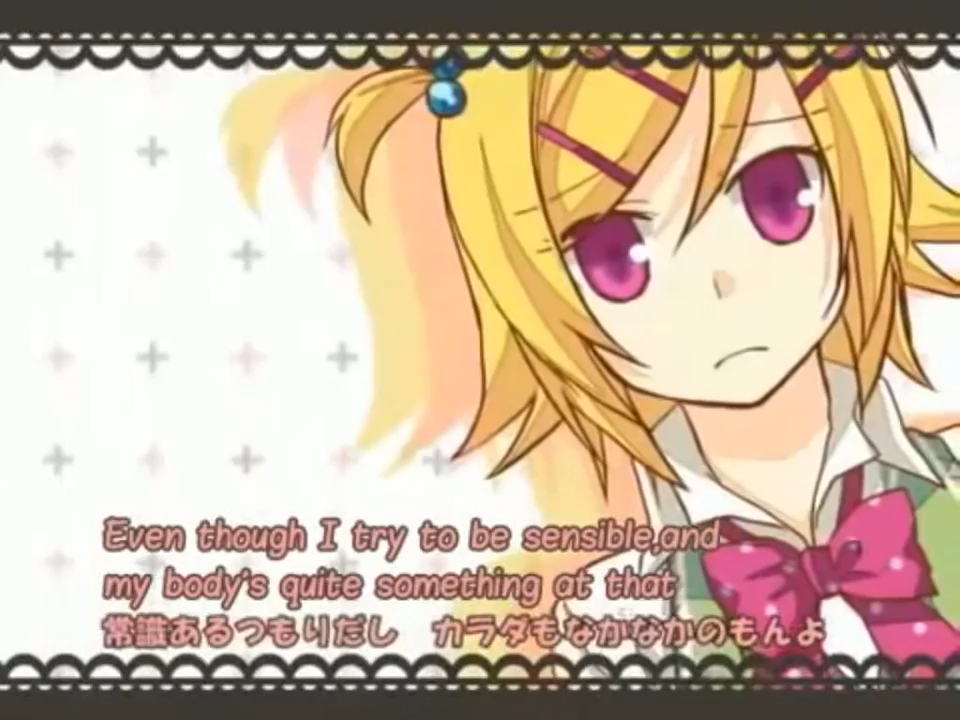 Even though I try to be sensible,and
my body's quite something at that
常識あるつもりだし　カラダもなかなかのもんよ